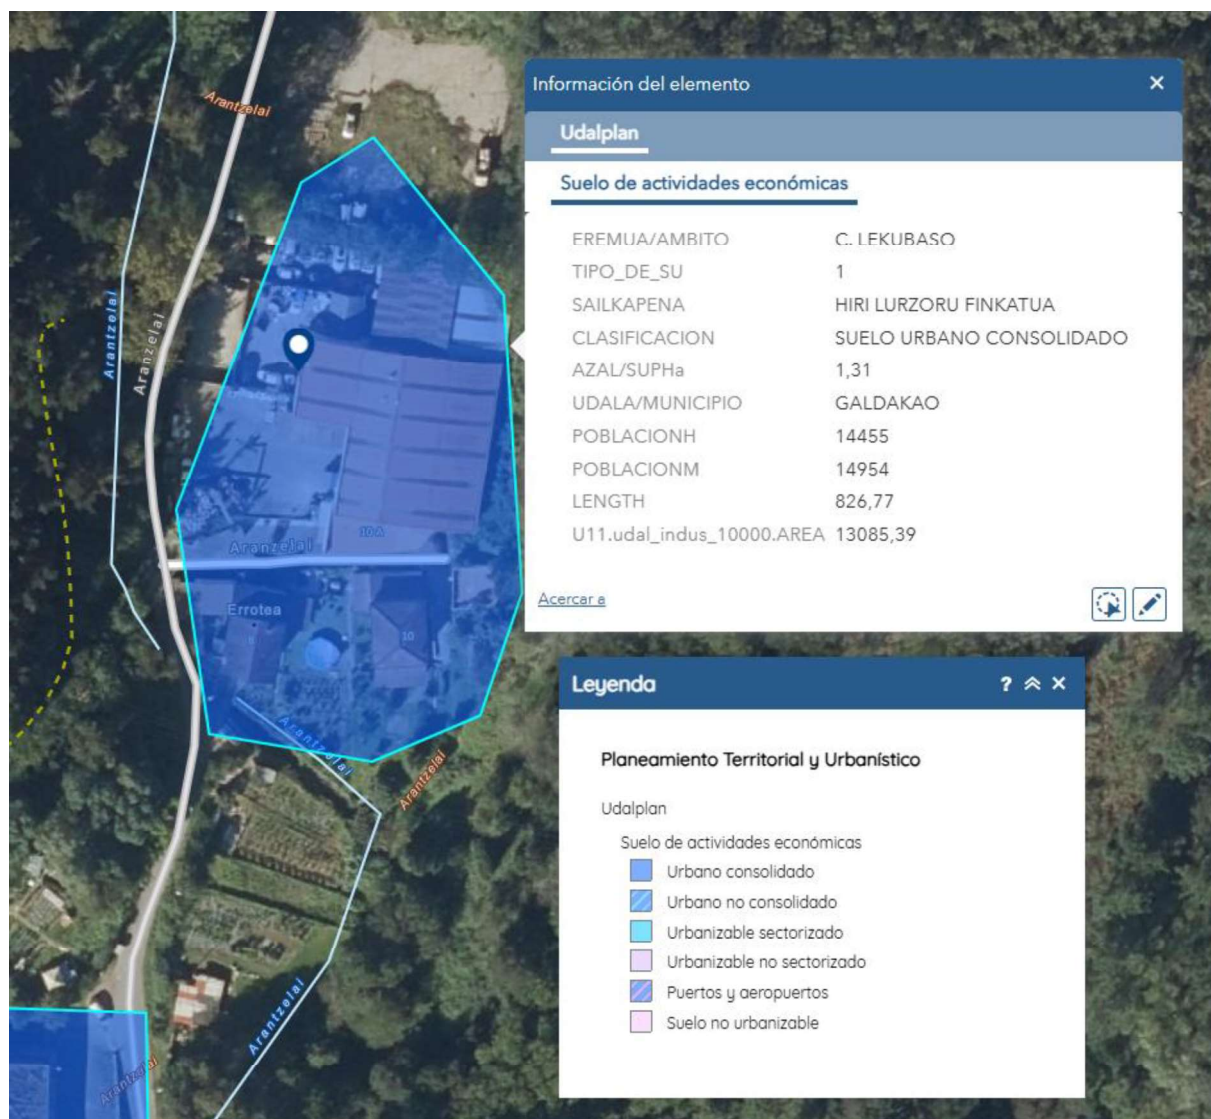 Arantzelai
Arantzelai
Aranzelai
Aranzelai
10-A
Errotea
10
Arantzelai
Arantzelai
Arantzelai
Arantzelai
Información del elemento
Udalplan
Suelo de actividades económicas
EREMUA/AMBITO C. LEKUBASO
TIPO_DE_SU 1
SAILKAPENA HIRI LURZORU FINKATUA
CLASIFICACION SUELO URBANO CONSOLIDADO
AZAL/SUPHa 1,31
UDALA/MUNICIPIO GALDAKAO
POBLACIONH 14455
POBLACIONM 14954
LENGTH 826,77
U11.udal_indus_10000.AREA 13085,39
Acercar a
Leyenda ?
Planeamiento Territorial y Urbanístico
Udalplan
Suelo de actividades económicas
Urbano consolidado
Urbano no consolidado
Urbanizable sectorizado
Urbanizable no sectorizado
Puertos y aeropuertos
Suelo no urbanizable